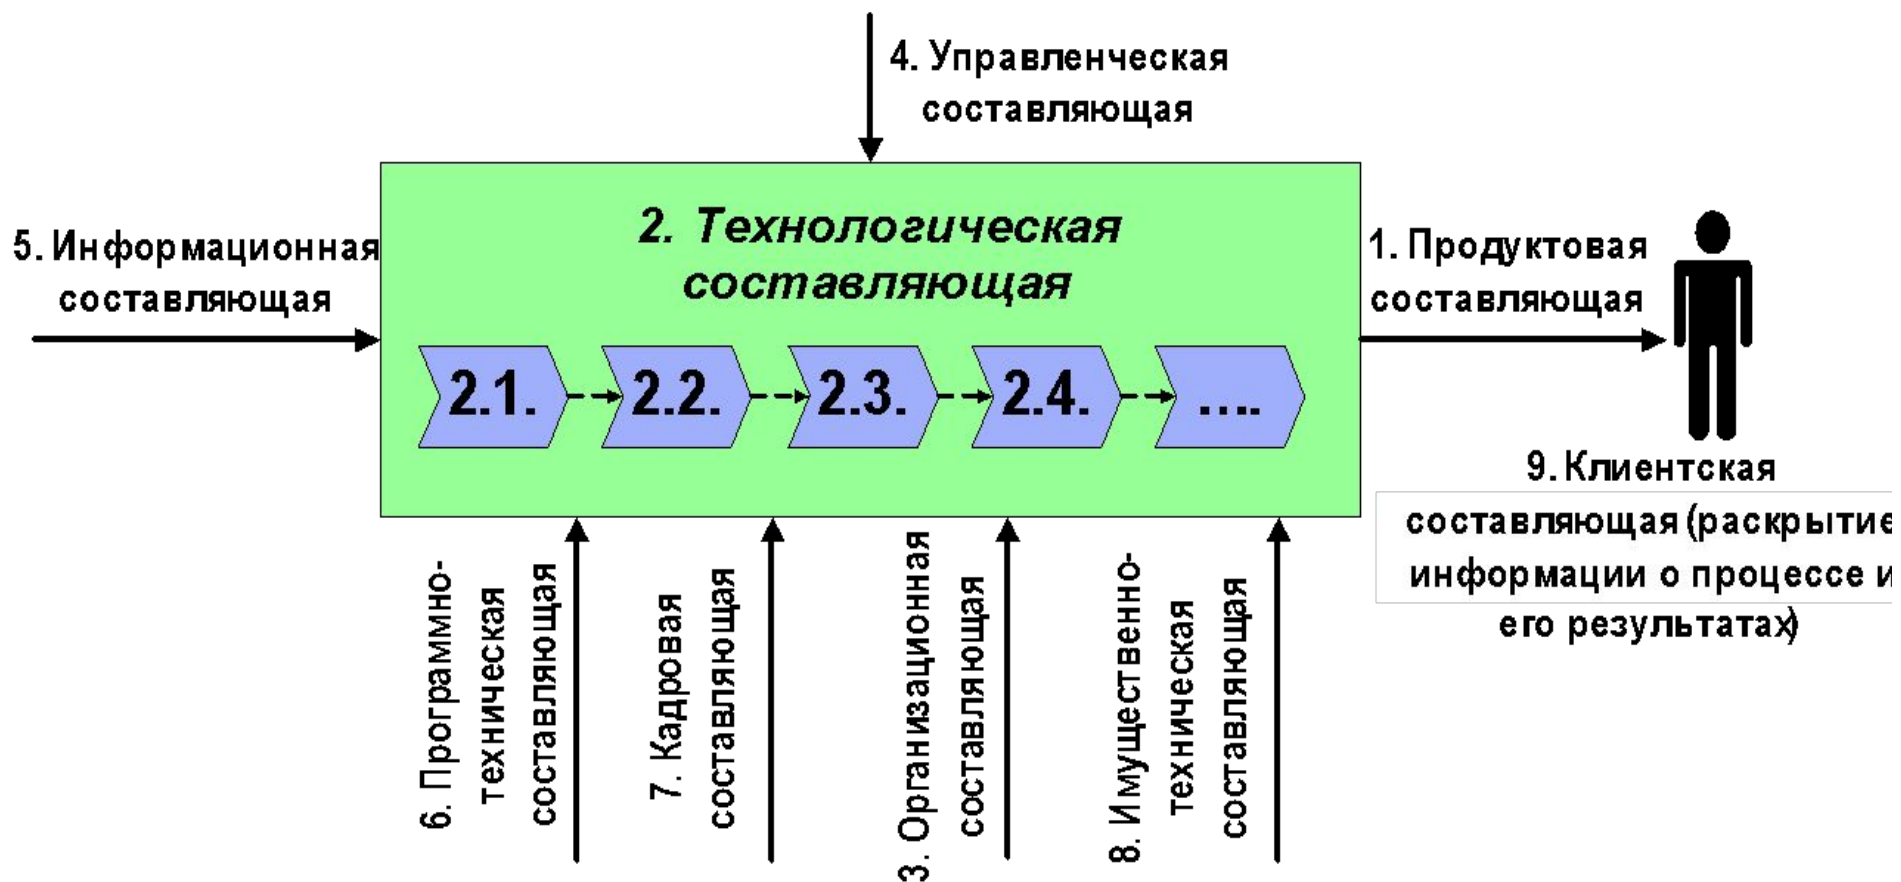 4. Управленческая
составляющая
5. Информационная
составляющая
2. Технологическая
составляющая
1. Продуктовая
составляющая
2.1.
2.2.
2.3.
2.4.
....
9. Клиентская
составляющая (раскрытие
информации о процессе и
его результатах)
6. Программно-
техническая
составляющая
7. Кадровая
составляющая
3. Организационная
составляющая
8. Имущественно-
техническая
составляющая